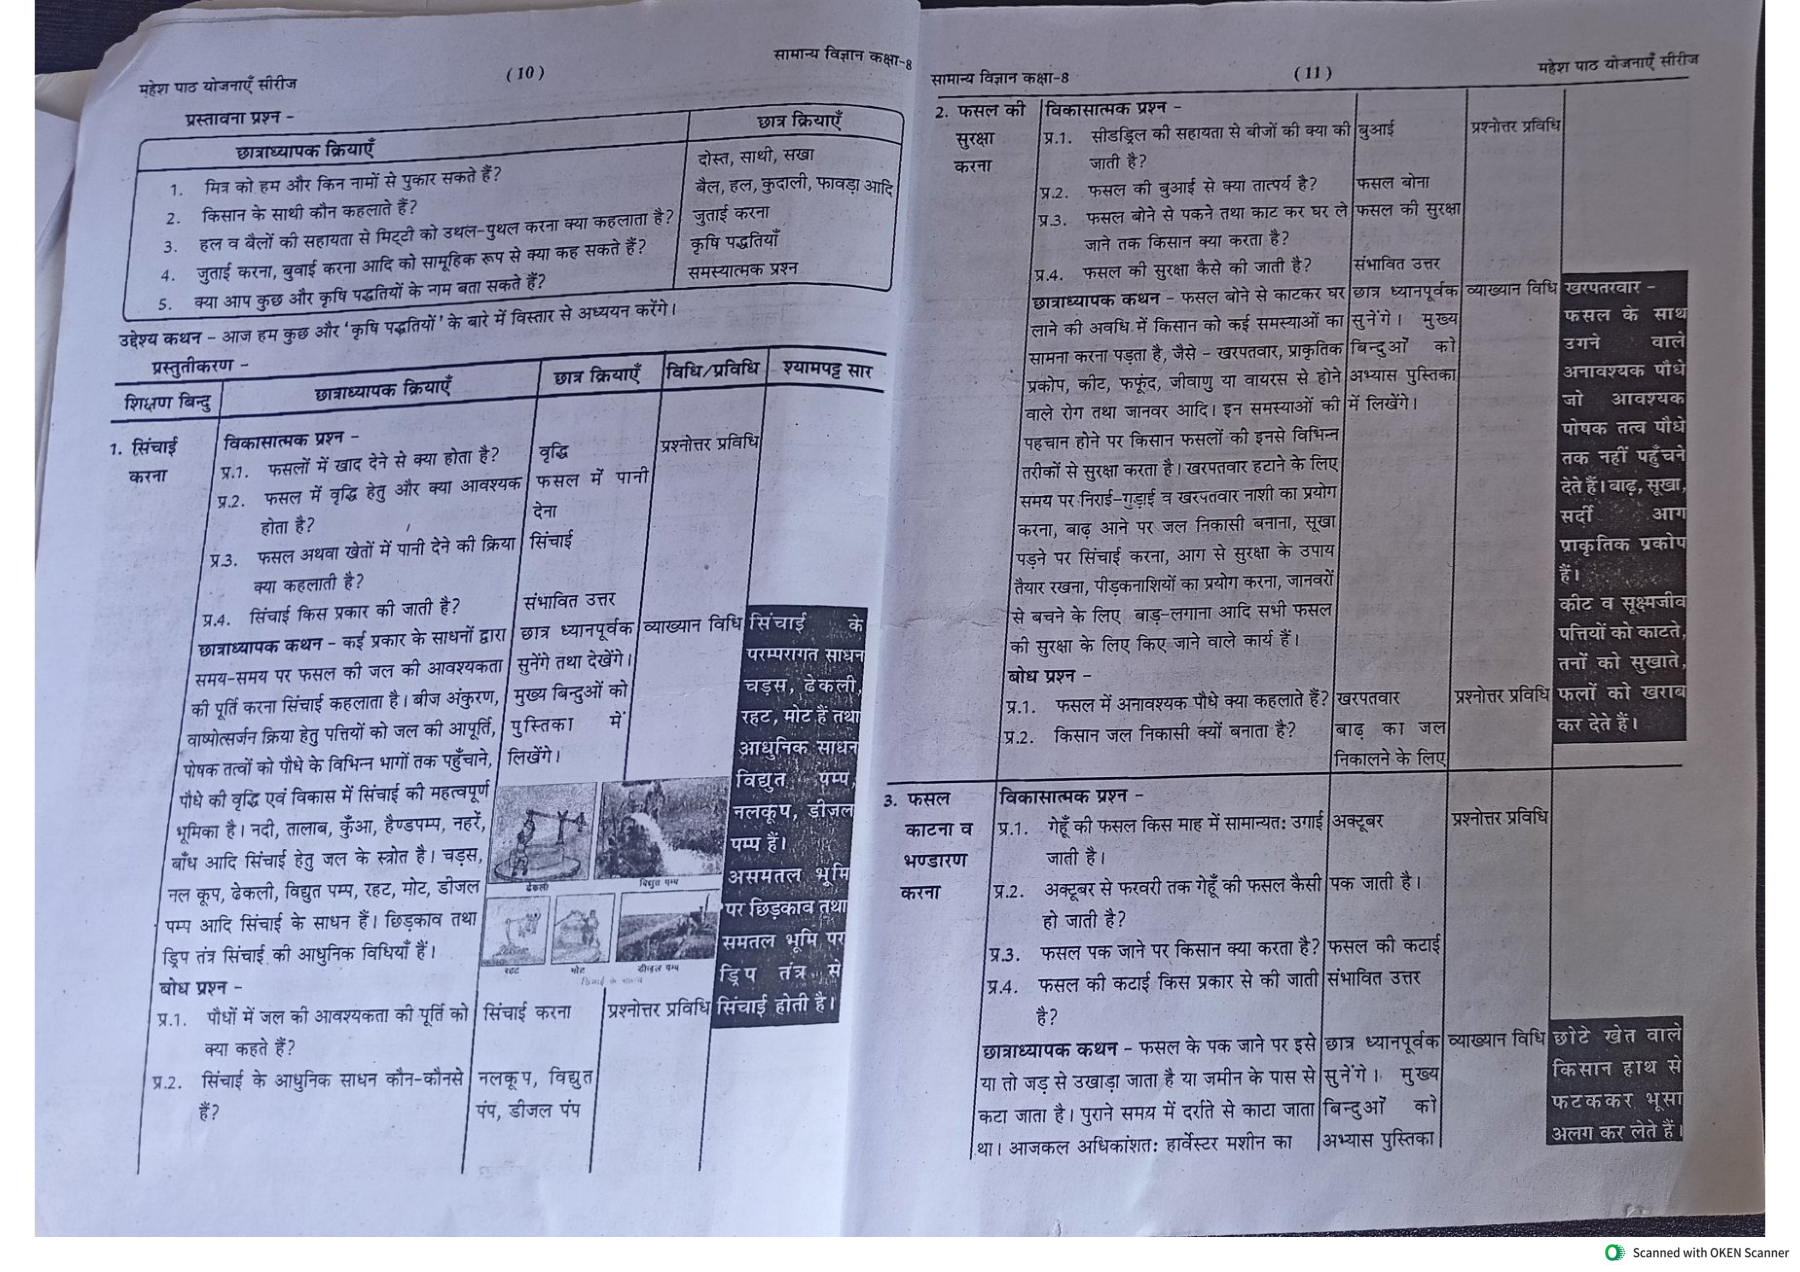 महेश पाठ योजनाएँ सीरीज
(10)
सामान्य विज्ञान कक्षा-8
प्रस्तावना प्रश्न -
छात्राध्यापक क्रियाएँ
छात्र क्रियाएँ
1. मित्र को हम और किन नामों से पुकार सकते हैं?
दोस्त, साथी, सखा
2. किसान के साथी कौन कहलाते हैं?
बैल, हल, कुदाली, फावड़ा आदि
3. हल व बैलों की सहायता से मिट्टी को उथल-पुथल करना क्या कहलाता है?
जुताई करना
4. जुताई करना, बुवाई करना आदि को सामूहिक रूप से क्या कह सकते हैं?
कृषि पद्धतियाँ
5. क्या आप कुछ और कृषि पद्धतियों के नाम बता सकते हैं?
समस्यात्मक प्रश्न
उद्देश्य कथन - आज हम कुछ और 'कृषि पद्धतियों' के बारे में विस्तार से अध्ययन करेंगे।
प्रस्तुतीकरण -
शिक्षण बिन्दु
छात्राध्यापक क्रियाएँ
छात्र क्रियाएँ
विधि/प्रविधि
श्यामपट्ट सार
1. सिंचाई
करना
विकासात्मक प्रश्न -
प्र.1. फसलों में खाद देने से क्या होता है?
प्र.2. फसल में वृद्धि हेतु और क्या आवश्यक
होता है?
प्र.3. फसल अथवा खेतों में पानी देने की क्रिया
क्या कहलाती है?
प्र.4. सिंचाई किस प्रकार की जाती है?
छात्राध्यापक कथन - कई प्रकार के साधनों द्वारा
समय-समय पर फसल की जल की आवश्यकता
की पूर्ति करना सिंचाई कहलाता है। बीज अंकुरण,
वाष्पोत्सर्जन क्रिया हेतु पत्तियों को जल की आपूर्ति,
पोषक तत्वों को पौधे के विभिन्न भागों तक पहुँचाने,
पौधे की वृद्धि एवं विकास में सिंचाई की महत्वपूर्ण
भूमिका है। नदी, तालाब, कुँआ, हैण्डपम्प, नहरें,
बाँध आदि सिंचाई हेतु जल के स्त्रोत है। चड़स,
नल कूप, ढेकली, विद्युत पम्प, रहट, मोट, डीजल
पम्प आदि सिंचाई के साधन हैं। छिड़काव तथा
ड्रिप तंत्र सिंचाई की आधुनिक विधियाँ हैं।
बोध प्रश्न -
प्र.1. पौधों में जल की आवश्यकता की पूर्ति को
क्या कहते हैं?
प्र.2. सिंचाई के आधुनिक साधन कौन-कौनसे
हैं?
वृद्धि
फसल में पानी
देना
सिंचाई
संभावित उत्तर
छात्र ध्यानपूर्वक
सुनेंगे तथा देखेंगे।
मुख्य बिन्दुओं को
पुस्तिका में
लिखेंगे।
ढेकली
विद्युत पम्प
रहट
मोट
डीजल पम्प
सिंचाई करना
नलकूप, विद्युत
पंप, डीजल पंप
प्रश्नोत्तर प्रविधि
व्याख्यान विधि
प्रश्नोत्तर प्रविधि
सिंचाई के
परम्परागत साधन
चड़स, ढेकली,
रहट, मोट हैं तथा
आधुनिक साधन
विद्युत पम्प,
नलकूप, डीजल
पम्प हैं।
असमतल भूमि
पर छिड़काव तथा
समतल भूमि पर
ड्रिप तंत्र से
सिंचाई होती है।
सामान्य विज्ञान कक्षा-8
(11)
महेश पाठ योजनाएँ सीरीज
2. फसल की
सुरक्षा
करना
विकासात्मक प्रश्न -
प्र.1. सीडड्रिल की सहायता से बीजों की क्या की
जाती है?
प्र.2. फसल की बुआई से क्या तात्पर्य है?
प्र.3. फसल बोने से पकने तथा काट कर घर ले
जाने तक किसान क्या करता है?
प्र.4. फसल की सुरक्षा कैसे की जाती है?
छात्राध्यापक कथन - फसल बोने से काटकर घर
लाने की अवधि में किसान को कई समस्याओं का
सामना करना पड़ता है, जैसे - खरपतवार, प्राकृतिक
प्रकोप, कीट, फफूंद, जीवाणु या वायरस से होने
वाले रोग तथा जानवर आदि। इन समस्याओं की
पहचान होने पर किसान फसलों की इनसे विभिन्न
तरीकों से सुरक्षा करता है। खरपतवार हटाने के लिए
समय पर निराई-गुड़ाई व खरपतवार नाशी का प्रयोग
करना, बाढ़ आने पर जल निकासी बनाना, सूखा
पड़ने पर सिंचाई करना, आग से सुरक्षा के उपाय
तैयार रखना, पीड़कनाशियों का प्रयोग करना, जानवरों
से बचने के लिए बाड़-लगाना आदि सभी फसल
की सुरक्षा के लिए किए जाने वाले कार्य हैं।
बोध प्रश्न -
प्र.1. फसल में अनावश्यक पौधे क्या कहलाते हैं?
प्र.2. किसान जल निकासी क्यों बनाता है?
बुआई
फसल बोना
फसल की सुरक्षा
संभावित उत्तर
छात्र ध्यानपूर्वक
सुनेंगे। मुख्य
बिन्दुओं को
अभ्यास पुस्तिका
में लिखेंगे।
खरपतवार
बाढ़ का जल
निकालने के लिए
प्रश्नोत्तर प्रविधि
व्याख्यान विधि
प्रश्नोत्तर प्रविधि
खरपतरवार -
फसल के साथ
उगने वाले
अनावश्यक पौधे
जो आवश्यक
पोषक तत्व पौधे
तक नहीं पहुँचने
देते हैं। बाढ़, सूखा,
सर्दी आग
प्राकृतिक प्रकोप
हैं।
कीट व सूक्ष्मजीव
पत्तियों को काटते,
तनों को सुखाते,
फलों को खराब
कर देते हैं।
3. फसल
काटना व
भण्डारण
करना
विकासात्मक प्रश्न -
प्र.1. गेहूँ की फसल किस माह में सामान्यतः उगाई
जाती है।
प्र.2. अक्टूबर से फरवरी तक गेहूँ की फसल कैसी
हो जाती है?
प्र.3. फसल पक जाने पर किसान क्या करता है?
प्र.4. फसल की कटाई किस प्रकार से की जाती
है?
छात्राध्यापक कथन - फसल के पक जाने पर इसे
या तो जड़ से उखाड़ा जाता है या जमीन के पास से
कटा जाता है। पुराने समय में दर्राते से काटा जाता
था। आजकल अधिकांशतः हार्वेस्टर मशीन का
अक्टूबर
पक जाती है।
फसल की कटाई
संभावित उत्तर
छात्र ध्यानपूर्वक
सुनेंगे। मुख्य
बिन्दुओं को
अभ्यास पुस्तिका
प्रश्नोत्तर प्रविधि
व्याख्यान विधि
छोटे खेत वाले
किसान हाथ से
फटककर भूसा
अलग कर लेते हैं।
Scanned with OKEN Scanner